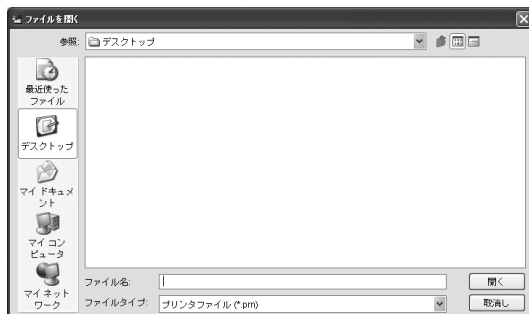 ファイルを開く
参照: デスクトップ
最近使った
ファイル
デスクトップ
マイ ドキュメ
ント
マイ コン
ピュータ
マイ ネット
ワーク
ファイル名: 開く
ファイルタイプ: プリンタファイル (*.prn) 取消し